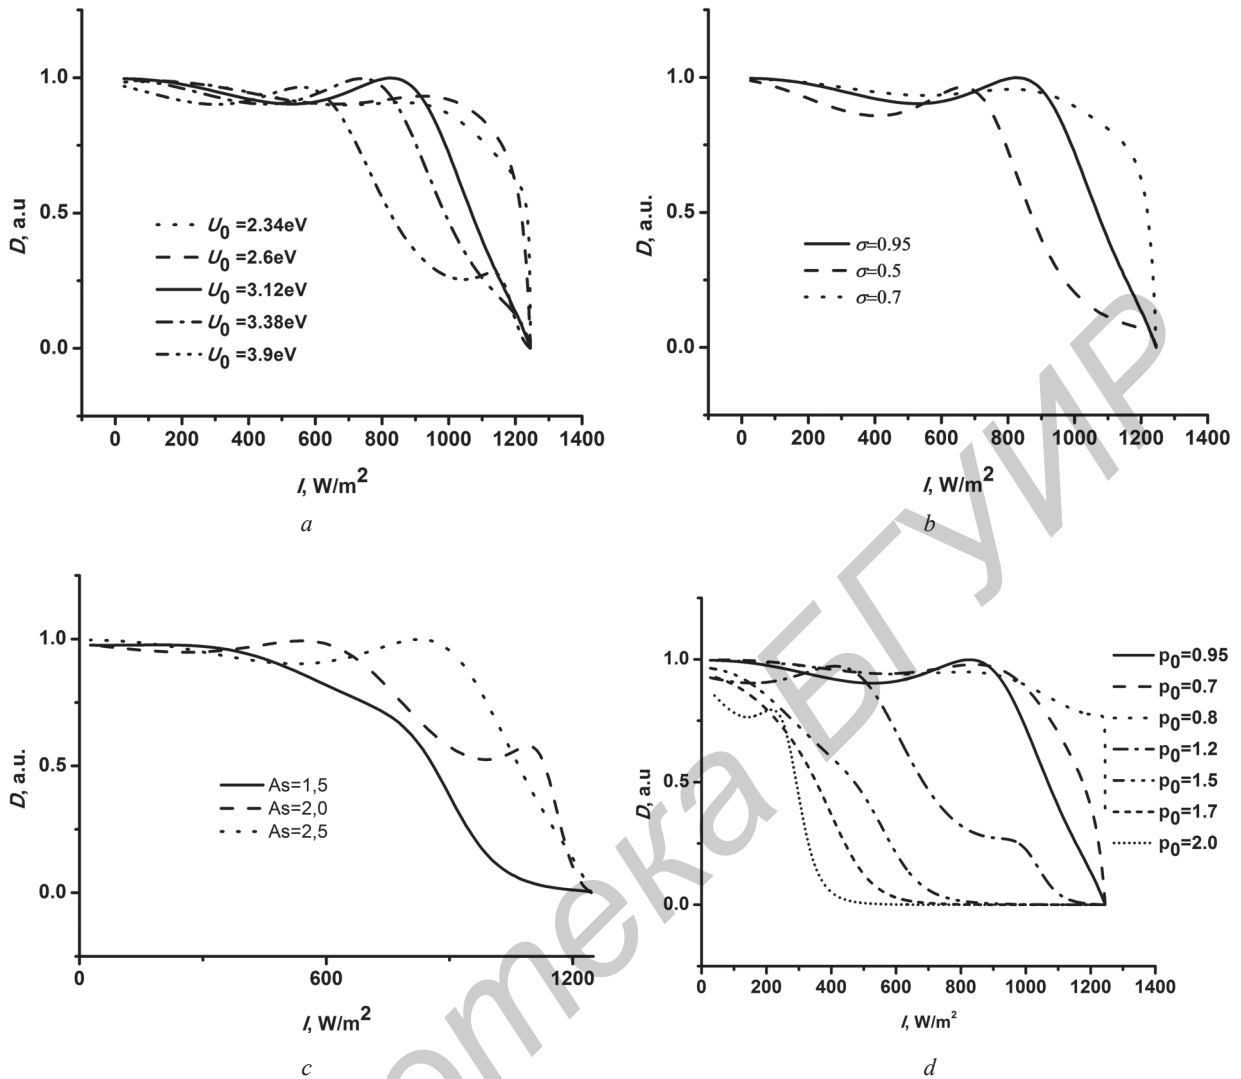 1.0
0.5
0.0
D, a.u
U0 =2.34eV
U0 =2.6eV
U0 =3.12eV
U0 =3.38eV
U0 =3.9eV
0 200 400 600 800 1000 1200 1400
I, W/m2
a
1.0
0.5
0.0
D, a.u.
σ=0.95
σ=0.5
σ=0.7
0 200 400 600 800 1000 1200 1400
I, W/m2
b
1.0
0.5
0.0
D, a.u.
As=1,5
As=2,0
As=2,5
0 600 1200
I, W/m2
c
1.0
0.5
0.0
D, a.u
p0=0.95
p0=0.7
p0=0.8
p0=1.2
p0=1.5
p0=1.7
p0=2.0
0 200 400 600 800 1000 1200 1400
I, W/m2
d
отека БГУИР